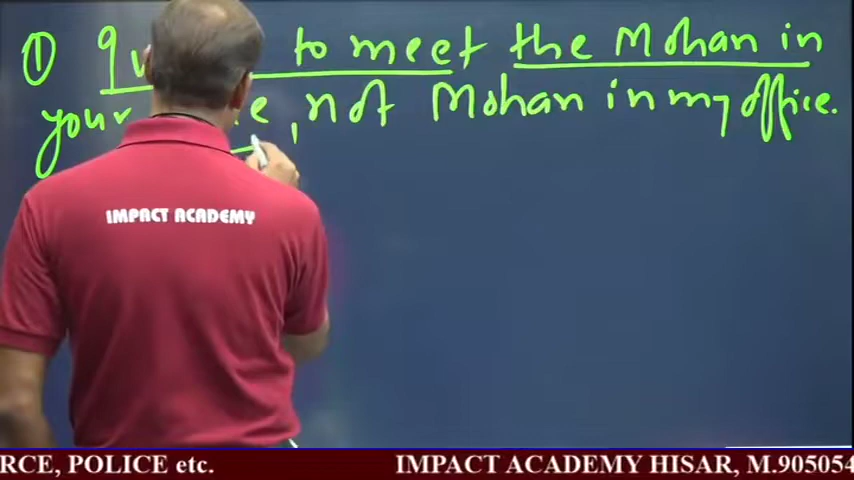 ① to meet the Mohan in
your , not Mohan in my office.
IMPACT ACADEMY
RCE, POLICE etc. IMPACT ACADEMY HISAR, M.905054